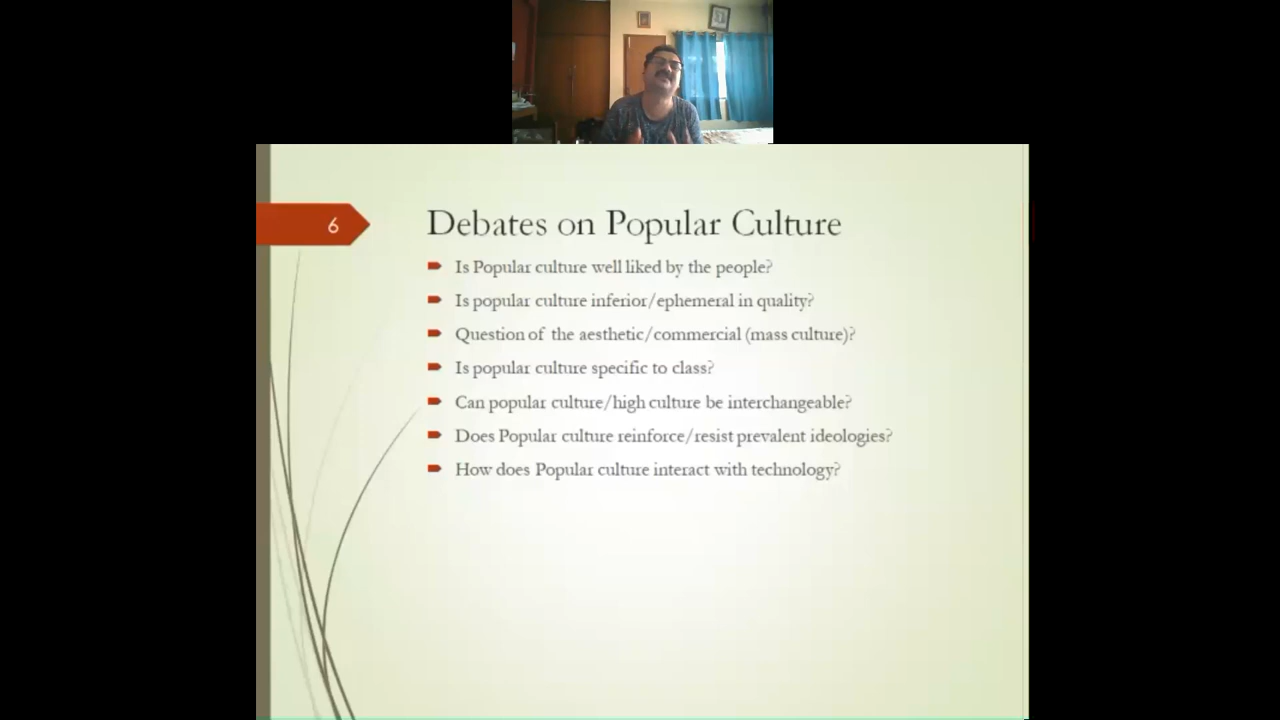 6
Debates on Popular Culture
Is Popular culture well liked by the people?
Is popular culture inferior/ephemeral in quality?
Question of the aesthetic/commercial (mass culture)?
Is popular culture specific to class?
Can popular culture/high culture be interchangeable?
Does Popular culture reinforce/resist prevalent ideologies?
How does Popular culture interact with technology?